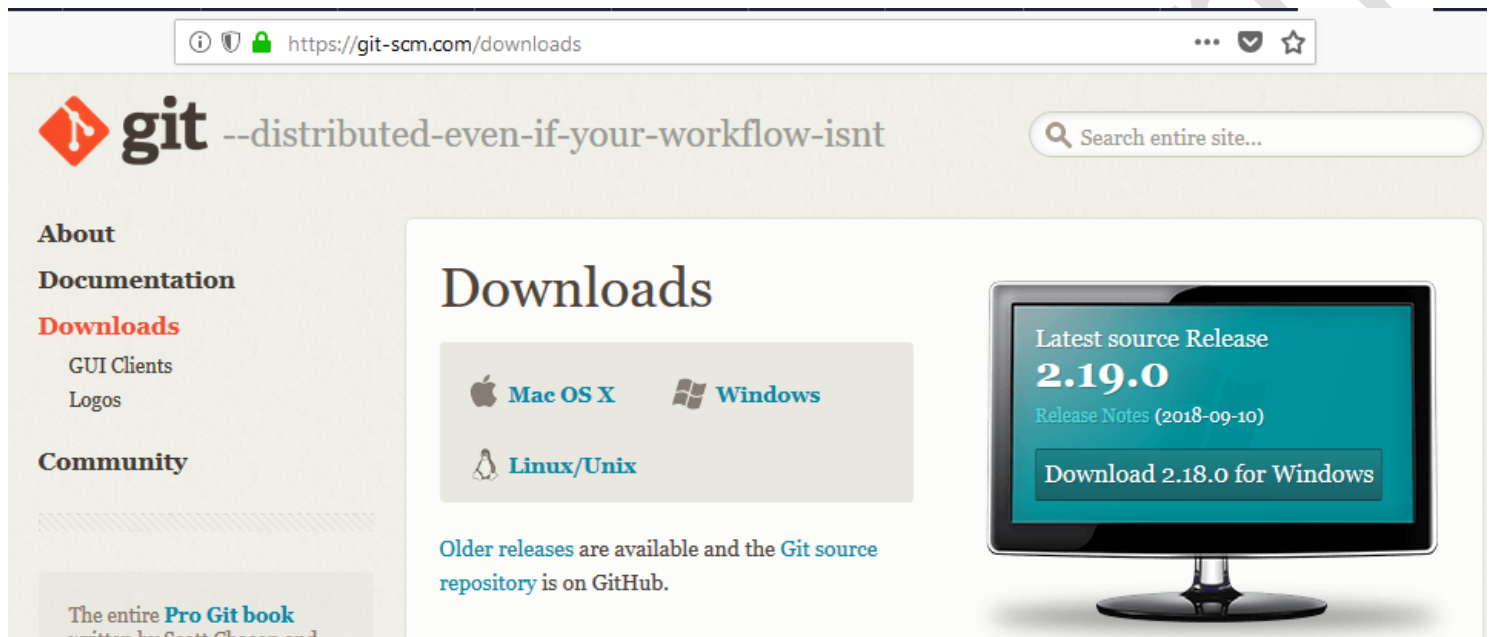 https://git-scm.com/downloads
git --distributed-even-if-your-workflow-isnt
Search entire site...
About
Documentation
Downloads
GUI Clients
Logos
Community
The entire Pro Git book
Downloads
Mac OS X
Windows
Linux/Unix
Older releases are available and the Git source
repository is on GitHub.
Latest source Release
2.19.0
Release Notes (2018-09-10)
Download 2.18.0 for Windows